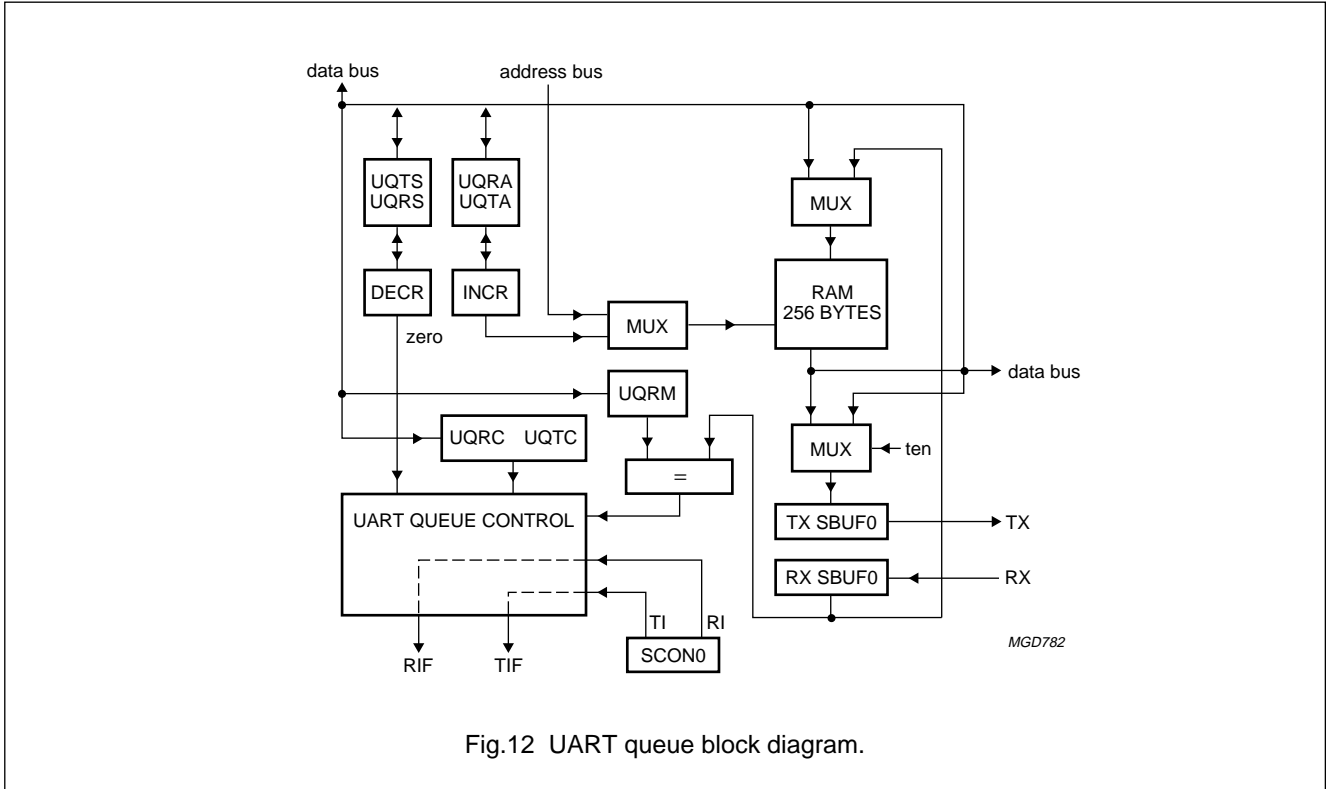 data bus
address bus
UQTS
UQRS
UQRA
UQTA
MUX
DECR
INCR
RAM
256 BYTES
MUX
zero
data bus
UQRM
UQRC UQTC
MUX
ten
=
UART QUEUE CONTROL
TX SBUF0
TX
RX SBUF0
RX
TI
RI
RIF
TIF
SCON0
MGD782
Fig.12 UART queue block diagram.